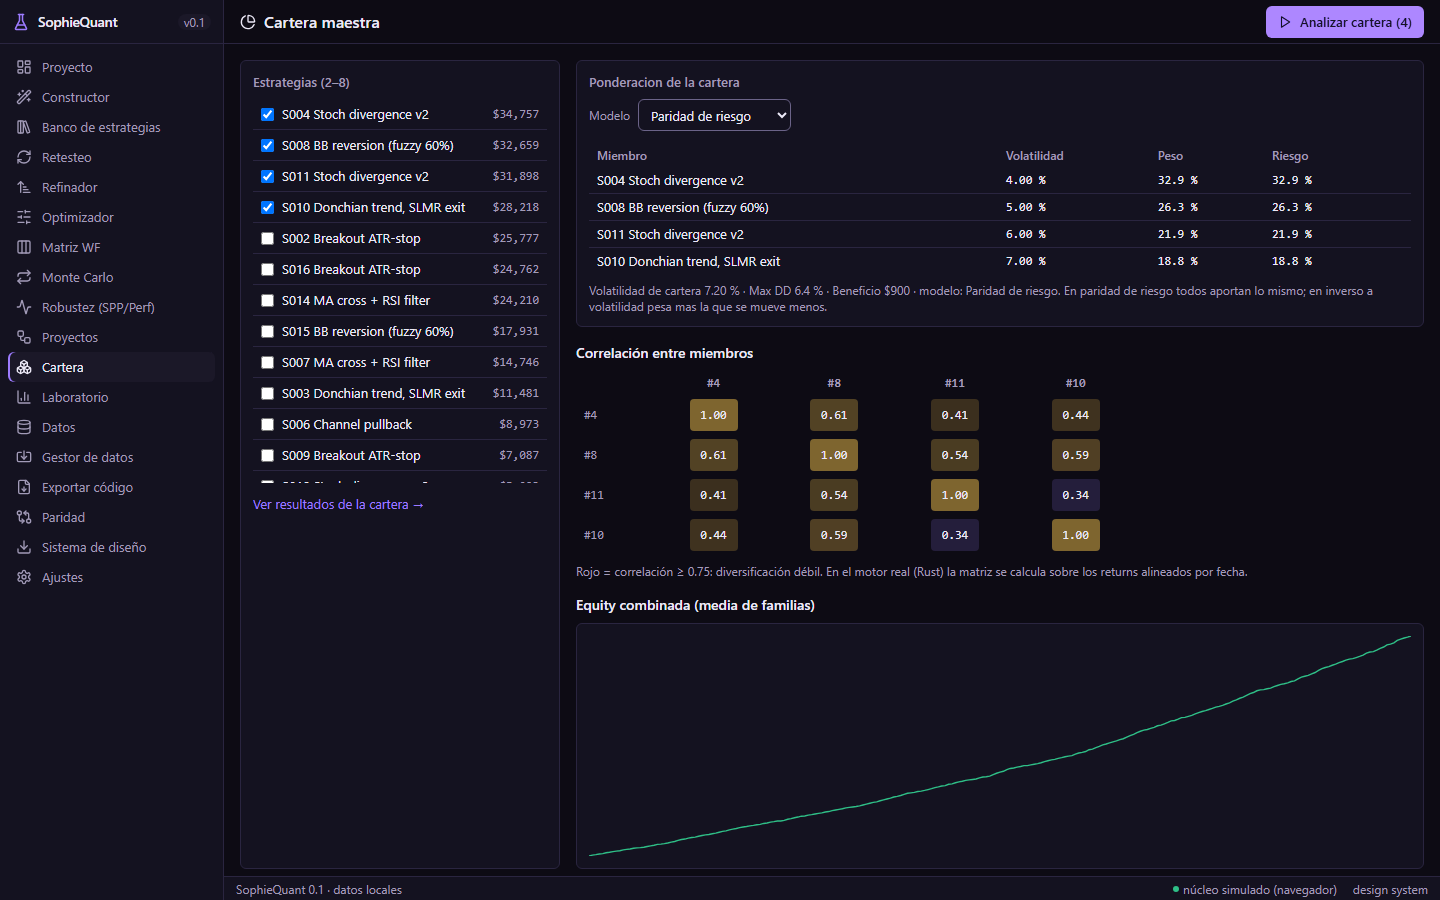 SophieQuant v0.1
Proyecto
Constructor
Banco de estrategias
Retesteo
Refinador
Optimizador
Matriz WF
Monte Carlo
Robustez (SPP/Perf)
Proyectos
Cartera
Laboratorio
Datos
Gestor de datos
Exportar código
Paridad
Sistema de diseño
Ajustes
Cartera maestra
Analizar cartera (4)
Estrategias (2–8)
S004 Stoch divergence v2 $34,757
S008 BB reversion (fuzzy 60%) $32,659
S011 Stoch divergence v2 $31,898
S010 Donchian trend, SLMR exit $28,218
S002 Breakout ATR-stop $25,777
S016 Breakout ATR-stop $24,762
S014 MA cross + RSI filter $24,210
S015 BB reversion (fuzzy 60%) $17,931
S007 MA cross + RSI filter $14,746
S003 Donchian trend, SLMR exit $11,481
S006 Channel pullback $8,973
S009 Breakout ATR-stop $7,087
Ver resultados de la cartera →
Ponderacion de la cartera
Modelo Paridad de riesgo
Miembro Volatilidad Peso Riesgo
S004 Stoch divergence v2 4.00 % 32.9 % 32.9 %
S008 BB reversion (fuzzy 60%) 5.00 % 26.3 % 26.3 %
S011 Stoch divergence v2 6.00 % 21.9 % 21.9 %
S010 Donchian trend, SLMR exit 7.00 % 18.8 % 18.8 %
Volatilidad de cartera 7.20 % · Max DD 6.4 % · Beneficio $900 · modelo: Paridad de riesgo. En paridad de riesgo todos aportan lo mismo; en inverso a
volatilidad pesa mas la que se mueve menos.
Correlación entre miembros
#4 #8 #11 #10
#4 1.00 0.61 0.41 0.44
#8 0.61 1.00 0.54 0.59
#11 0.41 0.54 1.00 0.34
#10 0.44 0.59 0.34 1.00
Rojo = correlación ≥ 0.75: diversificación débil. En el motor real (Rust) la matriz se calcula sobre los returns alineados por fecha.
Equity combinada (media de familias)
SophieQuant 0.1 · datos locales
núcleo simulado (navegador) design system